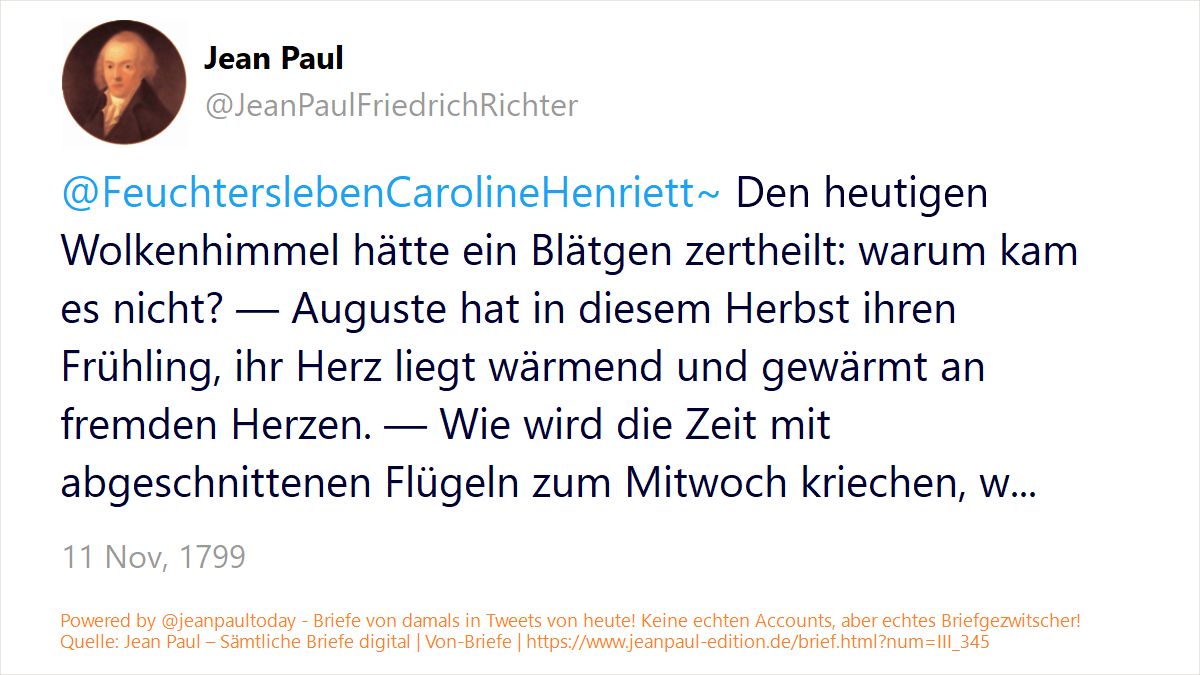 Jean Paul
@JeanPaulFriedrichRichter
@FeuchterslebenCarolineHenriett~ Den heutigen
Wolkenhimmel hätte ein Blätgen zertheilt: warum kam
es nicht? — Auguste hat in diesem Herbst ihren
Frühling, ihr Herz liegt wärmend und gewärmt an
fremden Herzen. — Wie wird die Zeit mit
abgeschnittenen Flügeln zum Mitwoch kriechen, w...
11 Nov, 1799
Powered by @jeanpaultoday - Briefe von damals in Tweets von heute! Keine echten Accounts, aber echtes Briefgezwitscher!
Quelle: Jean Paul – Sämtliche Briefe digital | Von-Briefe | https://www.jeanpaul-edition.de/brief.html?num=III_345